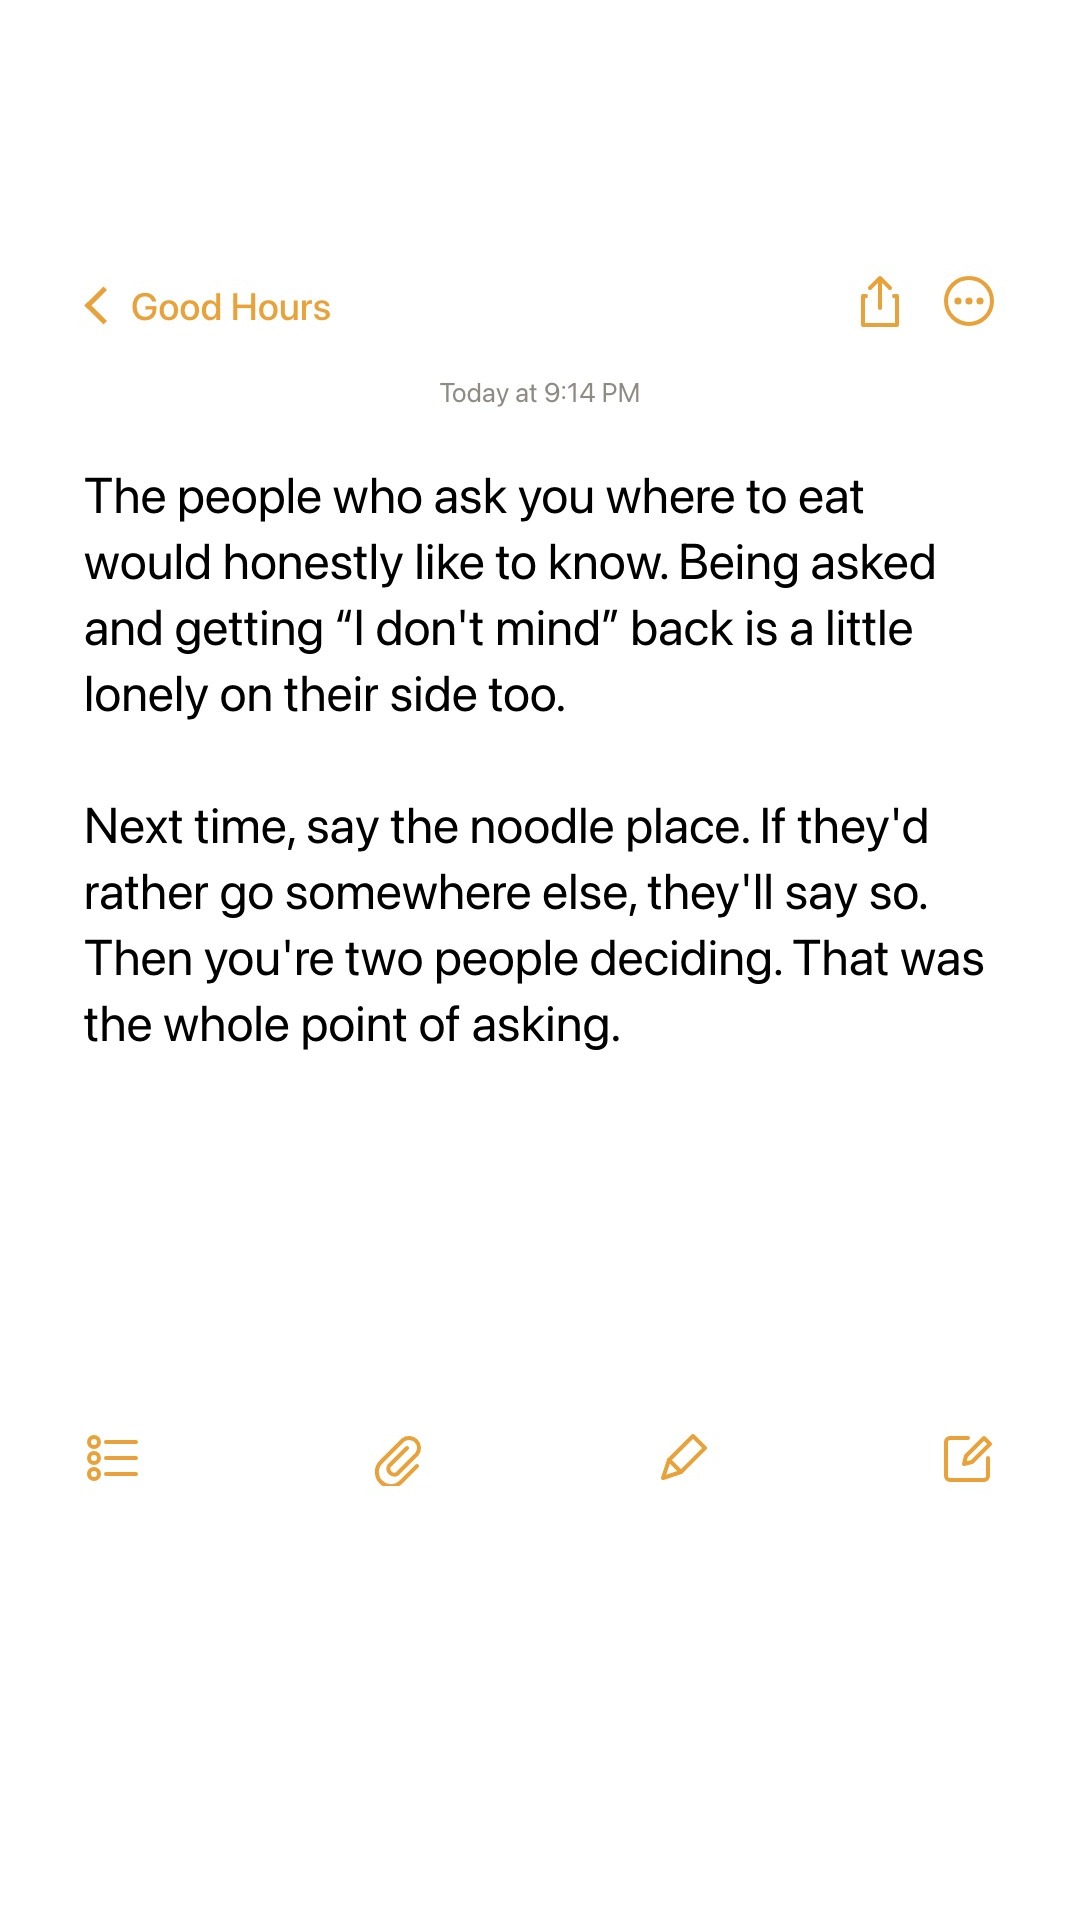 Good Hours
Today at 9:14 PM
The people who ask you where to eat
would honestly like to know. Being asked
and getting “I don't mind” back is a little
lonely on their side too.
Next time, say the noodle place. If they'd
rather go somewhere else, they'll say so.
Then you're two people deciding. That was
the whole point of asking.